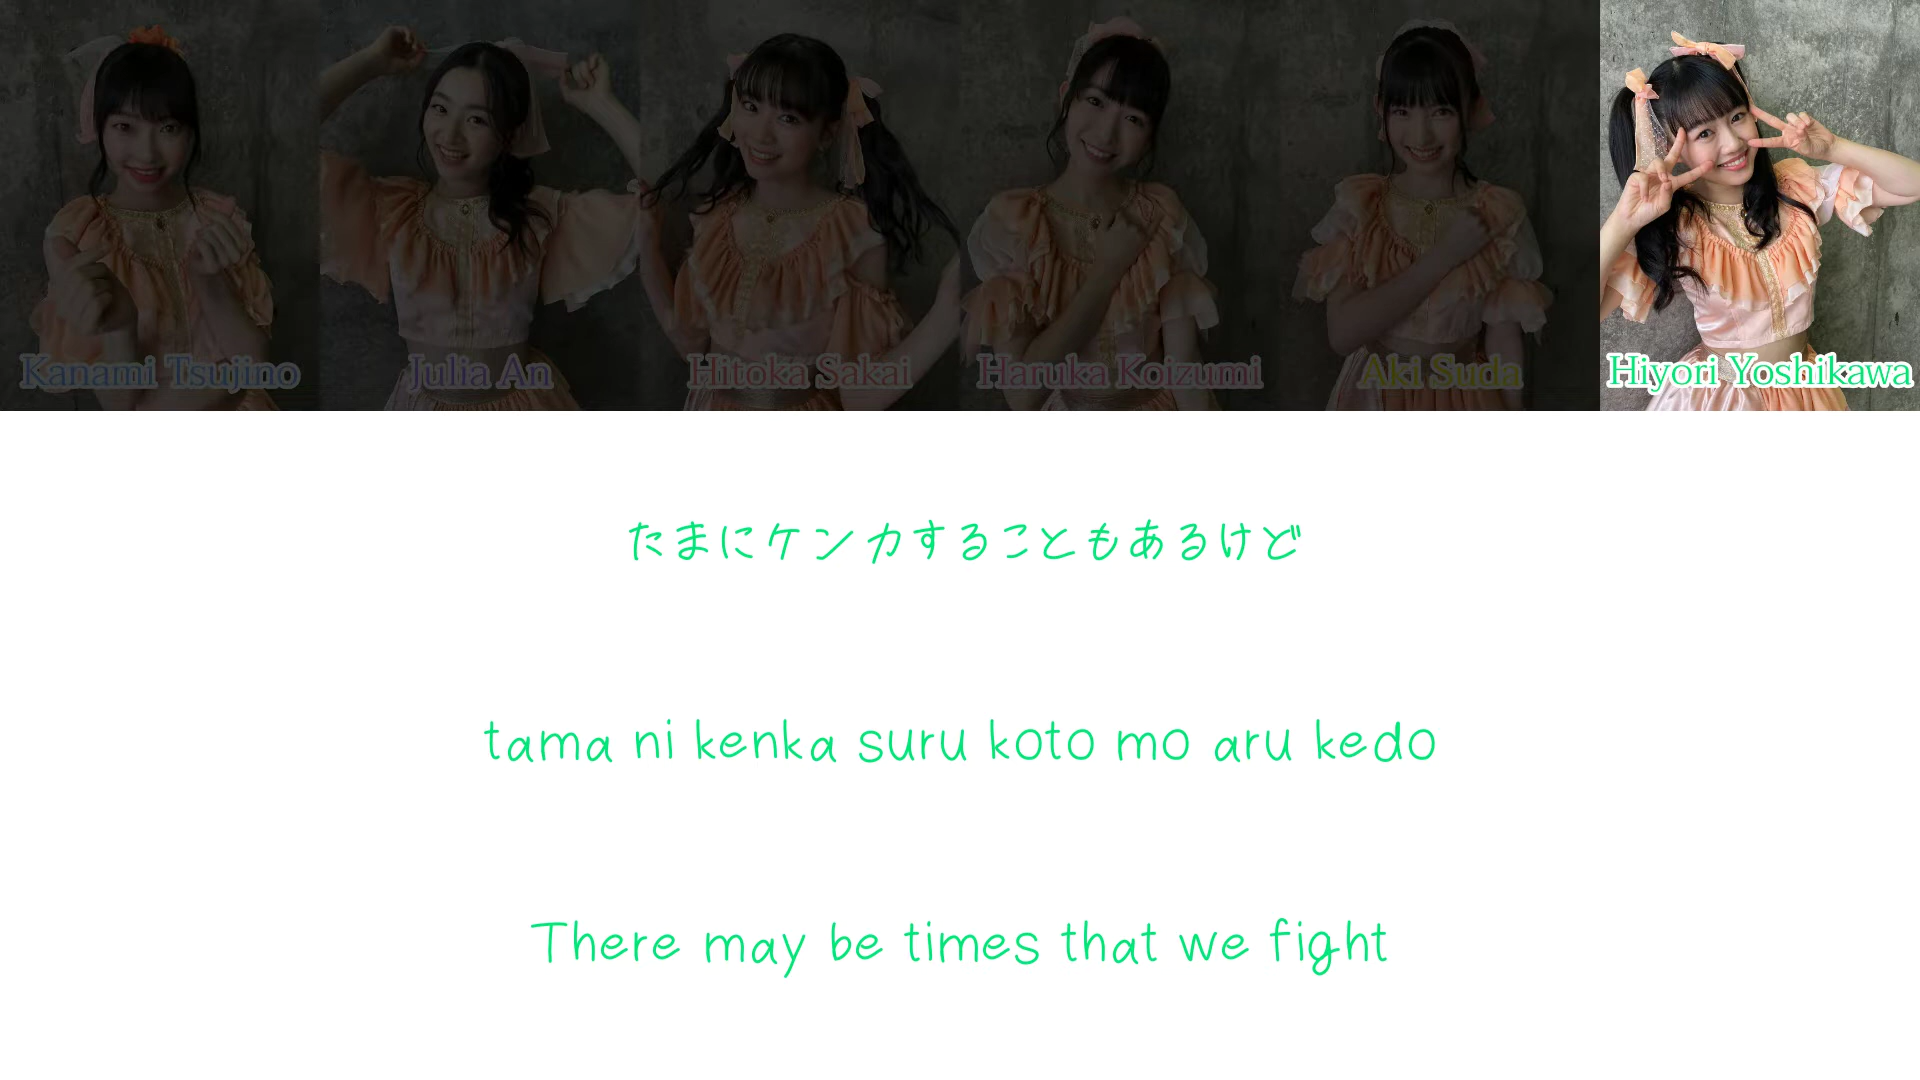 Kanami Tsujino
Julia An
Hitoka Sakai
Haruka Koizumi
Aki Suda
Hiyori Yoshikawa
たまにケンカすることもあるけど
tama ni kenka suru koto mo aru kedo
There may be times that we fight